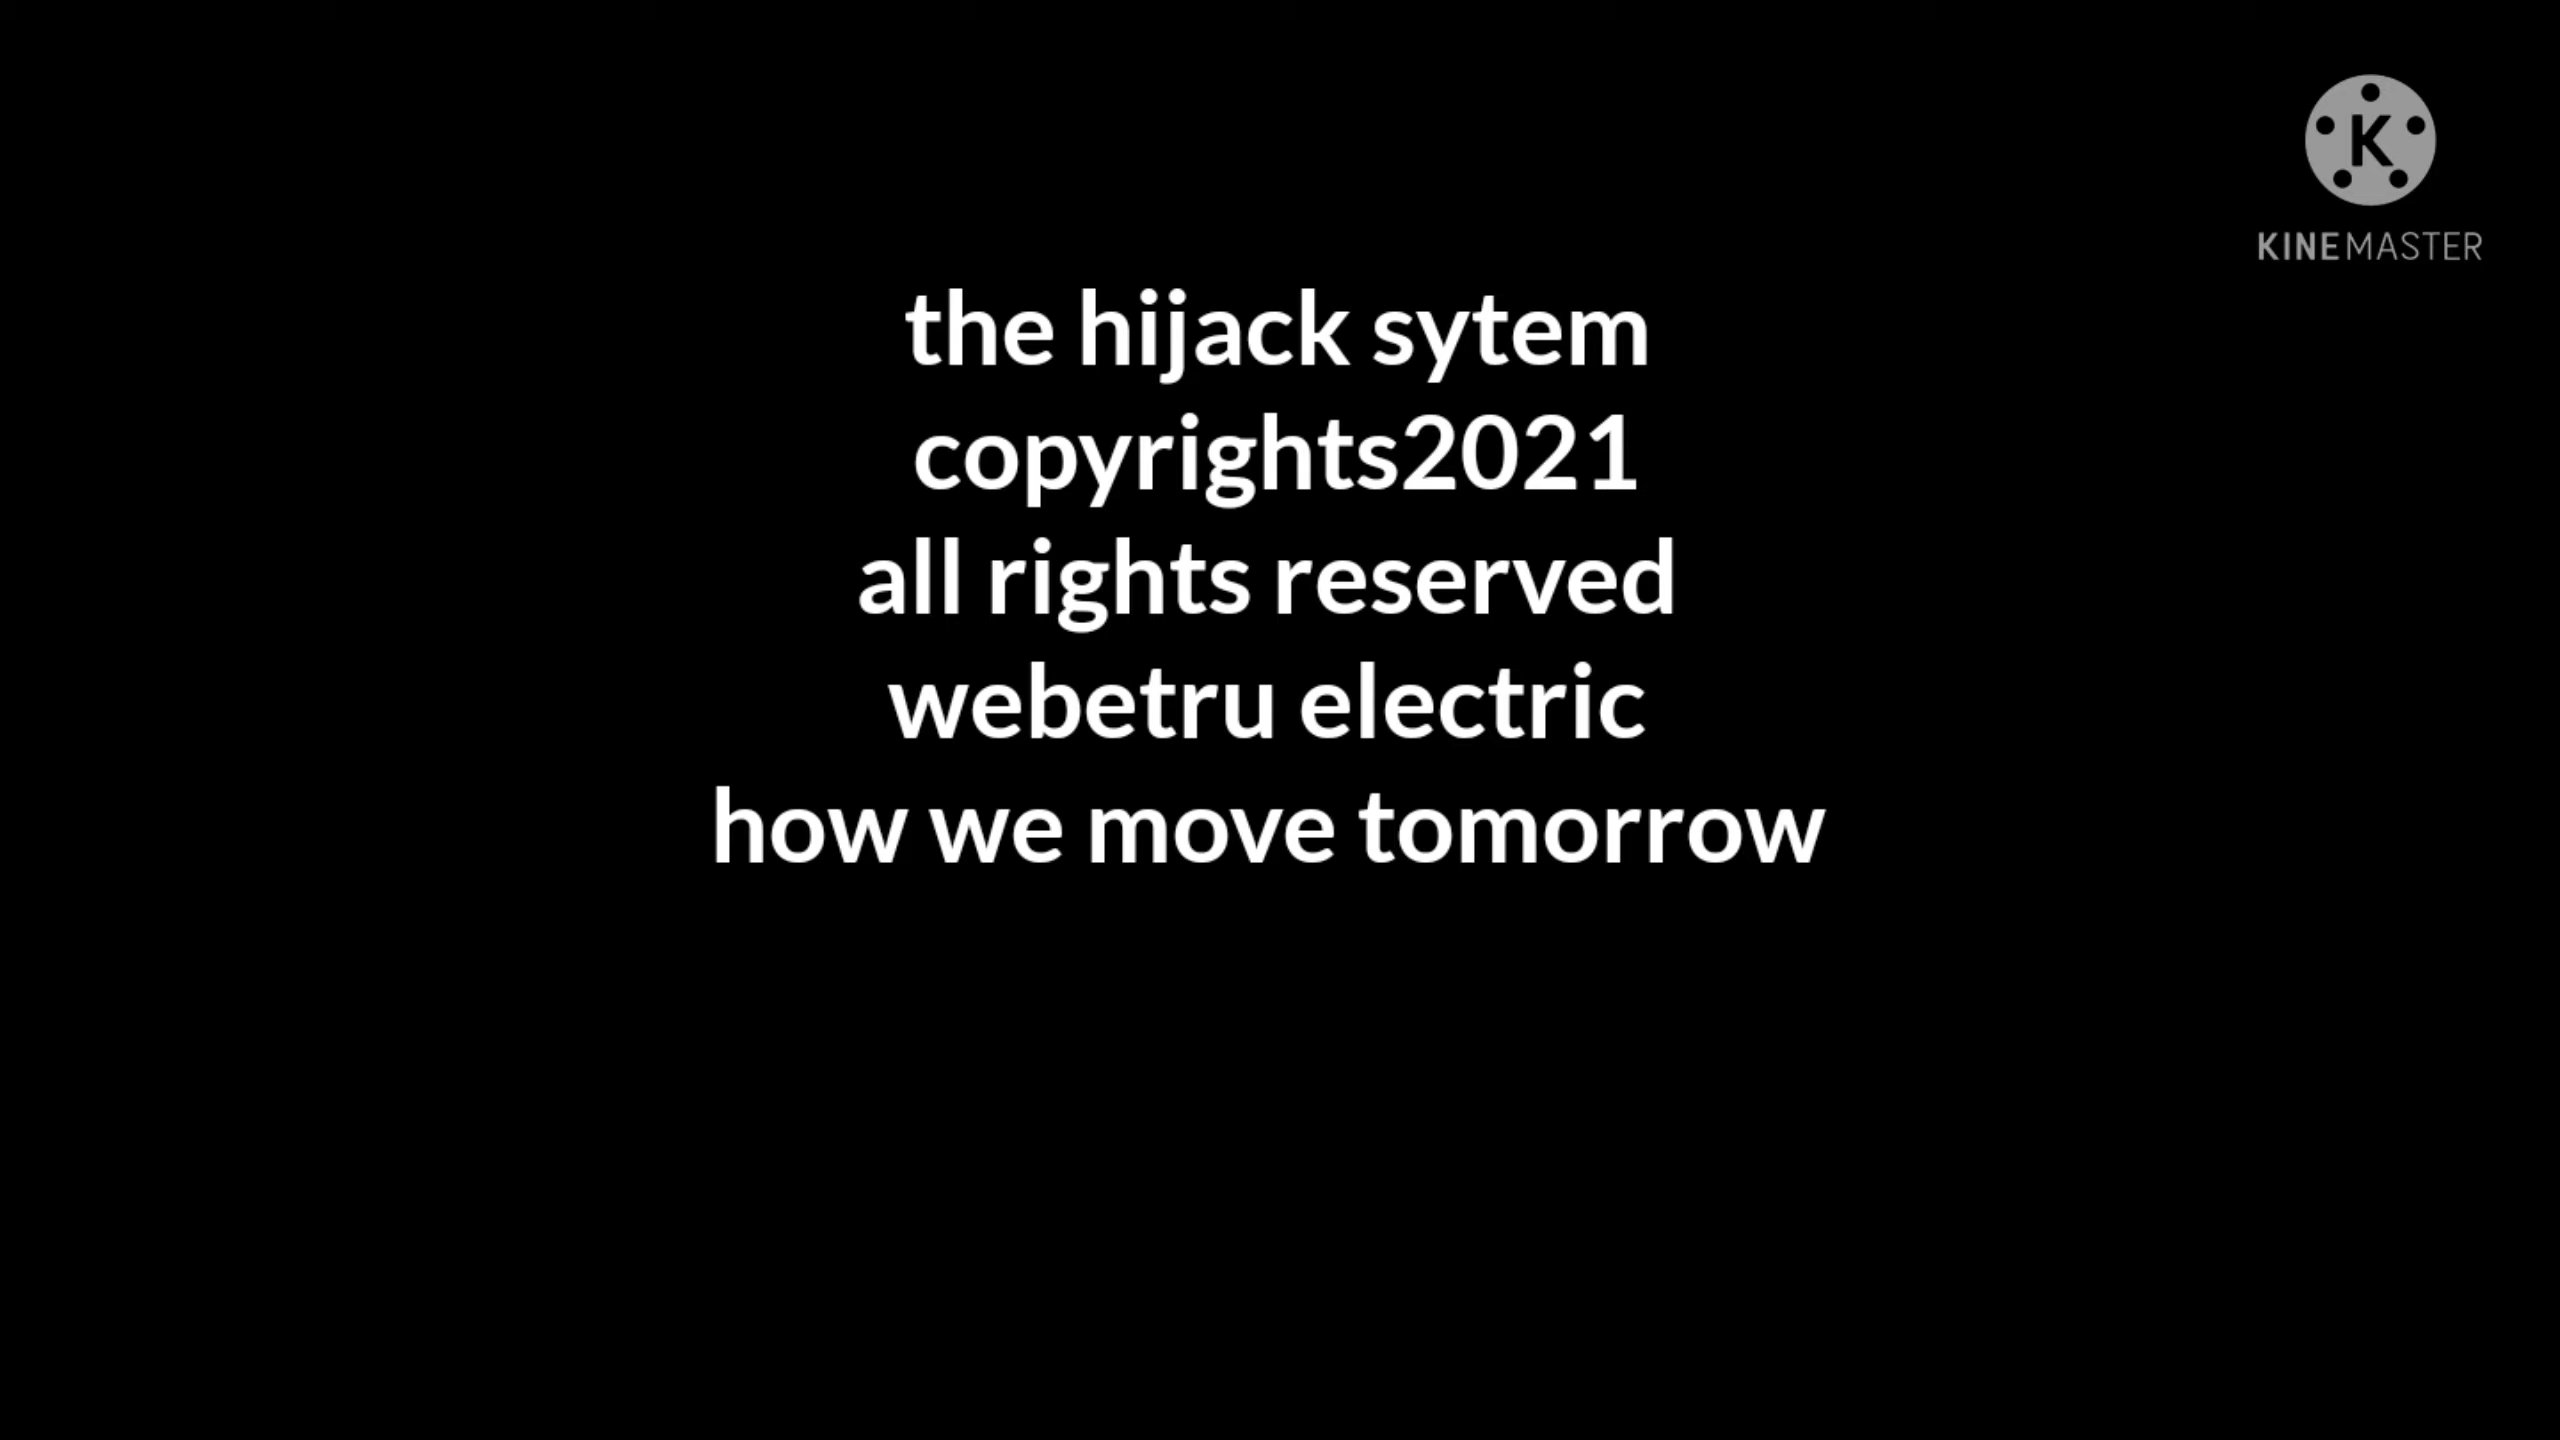 K
KINEMASTER
the hijack sytem
copyrights2021
all rights reserved
webetru electric
how we move tomorrow